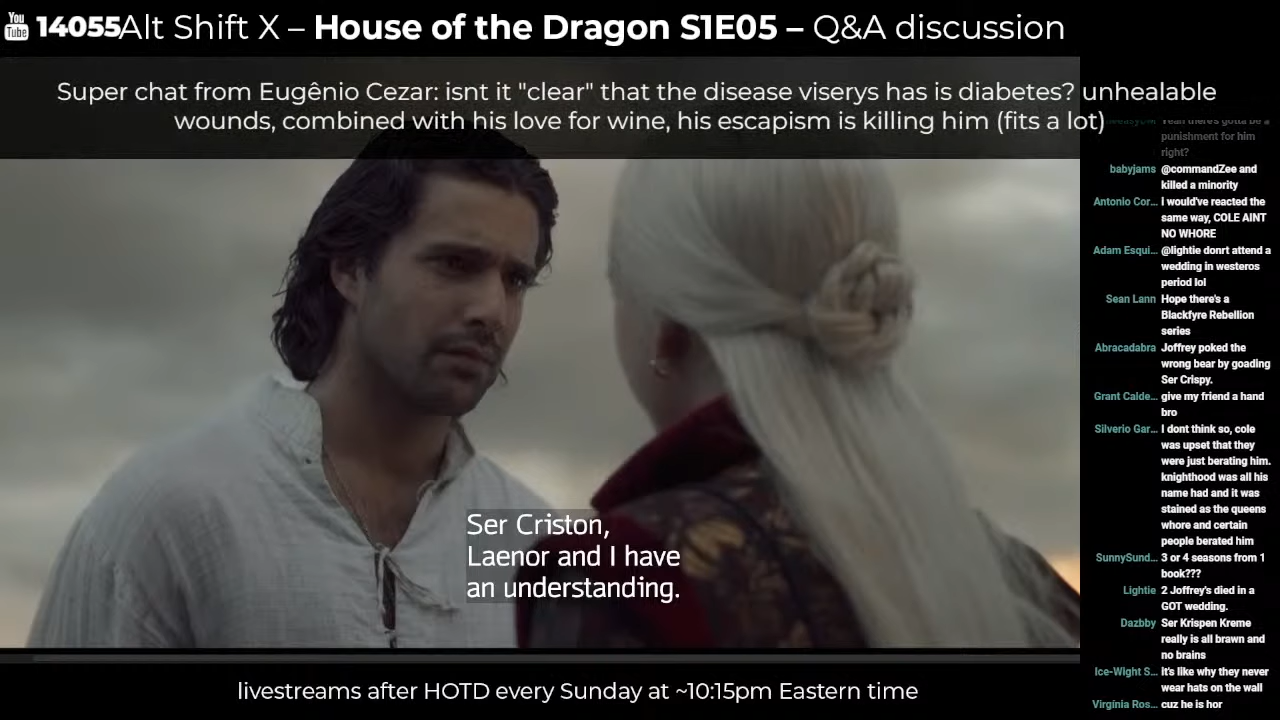 You Tube 14055 Alt Shift X – House of the Dragon S1E05 – Q&A discussion
Super chat from Eugênio Cezar: isnt it "clear" that the disease viserys has is diabetes? unhealable
wounds, combined with his love for wine, his escapism is killing him (fits a lot)
Yeah there's gotta be a
punishment for him
right?
babyjams @commandZee and
killed a minority
Antonio Cor... i would've reacted the
same way, COLE AINT
NO WHORE
Adam Esqui... @lightie donrt attend a
wedding in westeros
period lol
Sean Lann Hope there's a
Blackfyre Rebellion
series
Abracadabra Joffrey poked the
wrong bear by goading
Ser Crispy.
Grant Calde... give my friend a hand
bro
Silverio Gar... I dont think so, cole
was upset that they
were just berating him.
knighthood was all his
name had and it was
stained as the queens
whore and certain
people berated him
SunnySund... 3 or 4 seasons from 1
book???
Lightie 2 Joffrey's died in a
GOT wedding.
Dazbby Ser Krispen Kreme
really is all brawn and
no brains
Ice-Wight S... it's like why they never
wear hats on the wall
Virgínia Ros... cuz he is hor
Ser Criston,
Laenor and I have
an understanding.
livestreams after HOTD every Sunday at ~10:15pm Eastern time